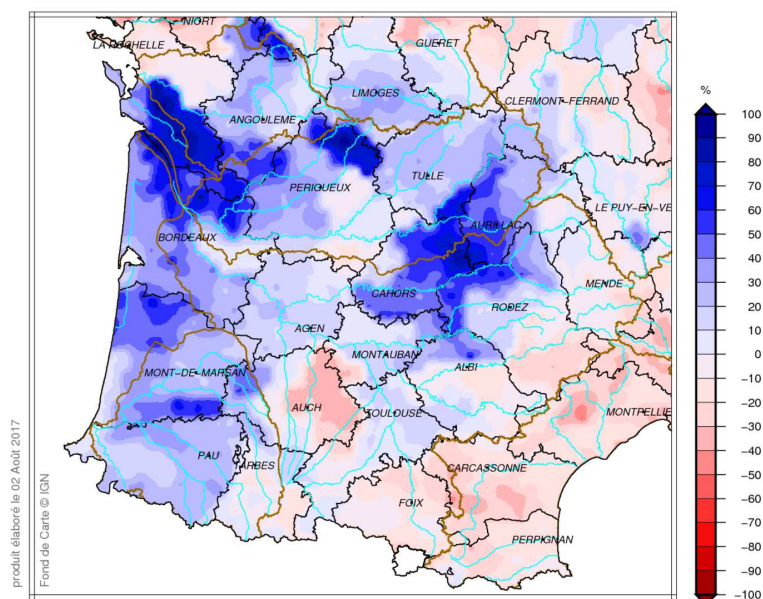 NIORT
LA ROCHELLE
GUERET
LIMOGES
CLERMONT-FERRAND
ANGOULEME
TULLE
PERIGUEUX
LE PUY-EN-VE
AURILLAC
BORDEAUX
MENDE
CAHORS
RODEZ
AGEN
MONTAUBAN
ALBI
MONT-DE-MARSAN
AUCH
TOULOUSE
MONTPELLIE
PAU
TARBES
CARCASSONNE
FOIX
PERPIGNAN
%
100
90
80
70
60
50
40
30
20
10
0
-10
-20
-30
-40
-50
-60
-70
-80
-90
-100
produit élaboré le 02 Août 2017
Fond de Carte © IGN